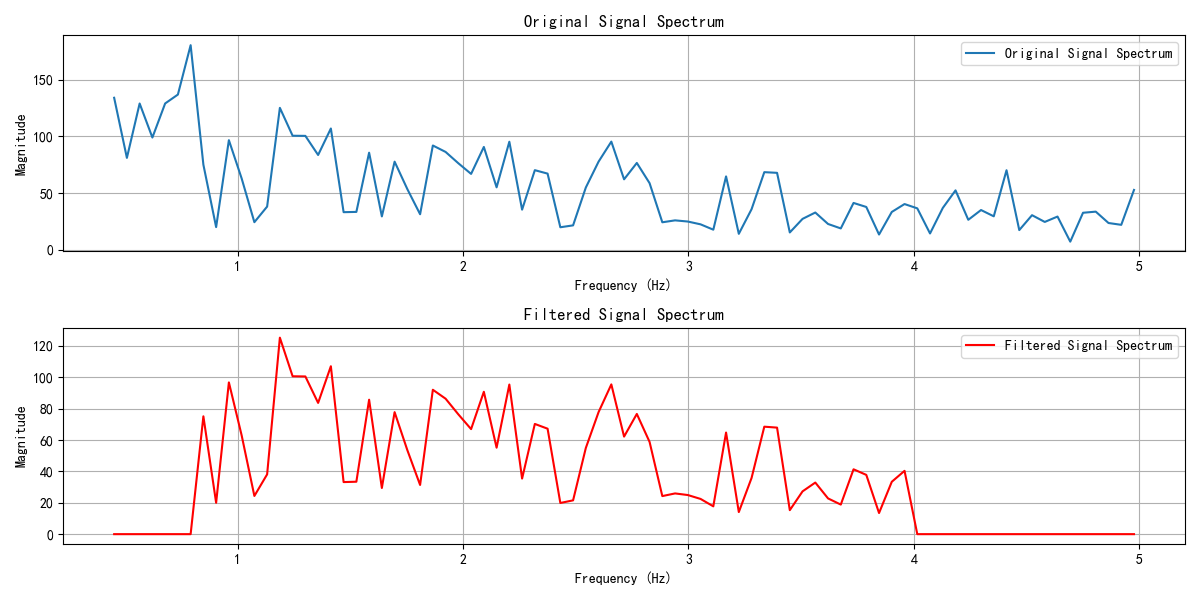 Original Signal Spectrum
Original Signal Spectrum
150
100
50
0
Magnitude
1 2 3 4 5
Frequency (Hz)
Filtered Signal Spectrum
Filtered Signal Spectrum
120
100
80
60
40
20
0
Magnitude
1 2 3 4 5
Frequency (Hz)